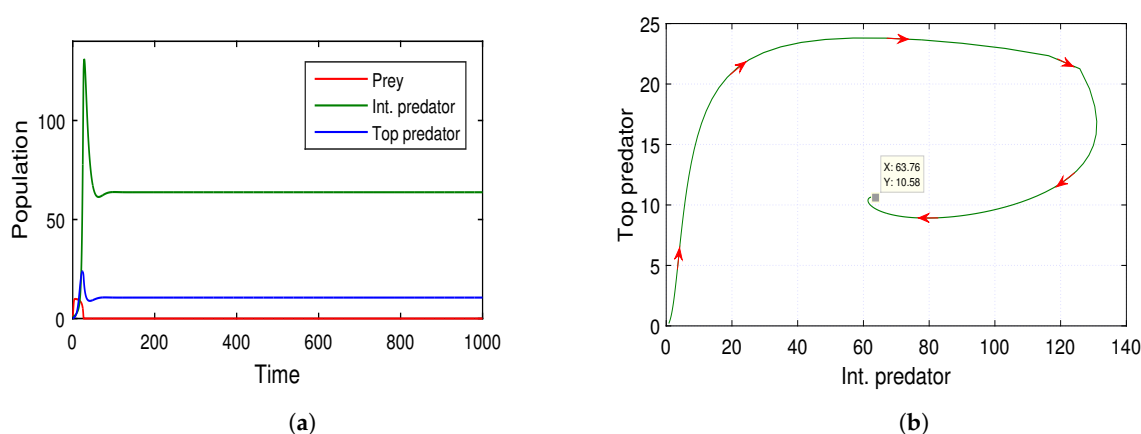 Population
100
50
0
0
200
400
600
800
1000
Time
Prey
Int. predator
Top predator
(a)
Top predator
25
20
15
10
5
0
0
20
40
60
80
100
120
140
Int. predator
X: 63.76
Y: 10.58
(b)